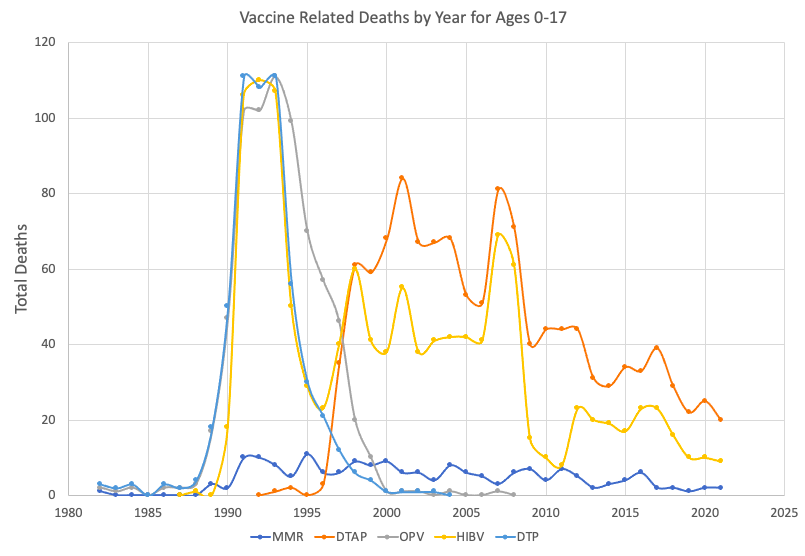 Vaccine Related Deaths by Year for Ages 0-17
120
100
80
60
40
20
0
Total Deaths
1980 1985 1990 1995 2000 2005 2010 2015 2020 2025
MMR DTAP OPV HIBV DTP